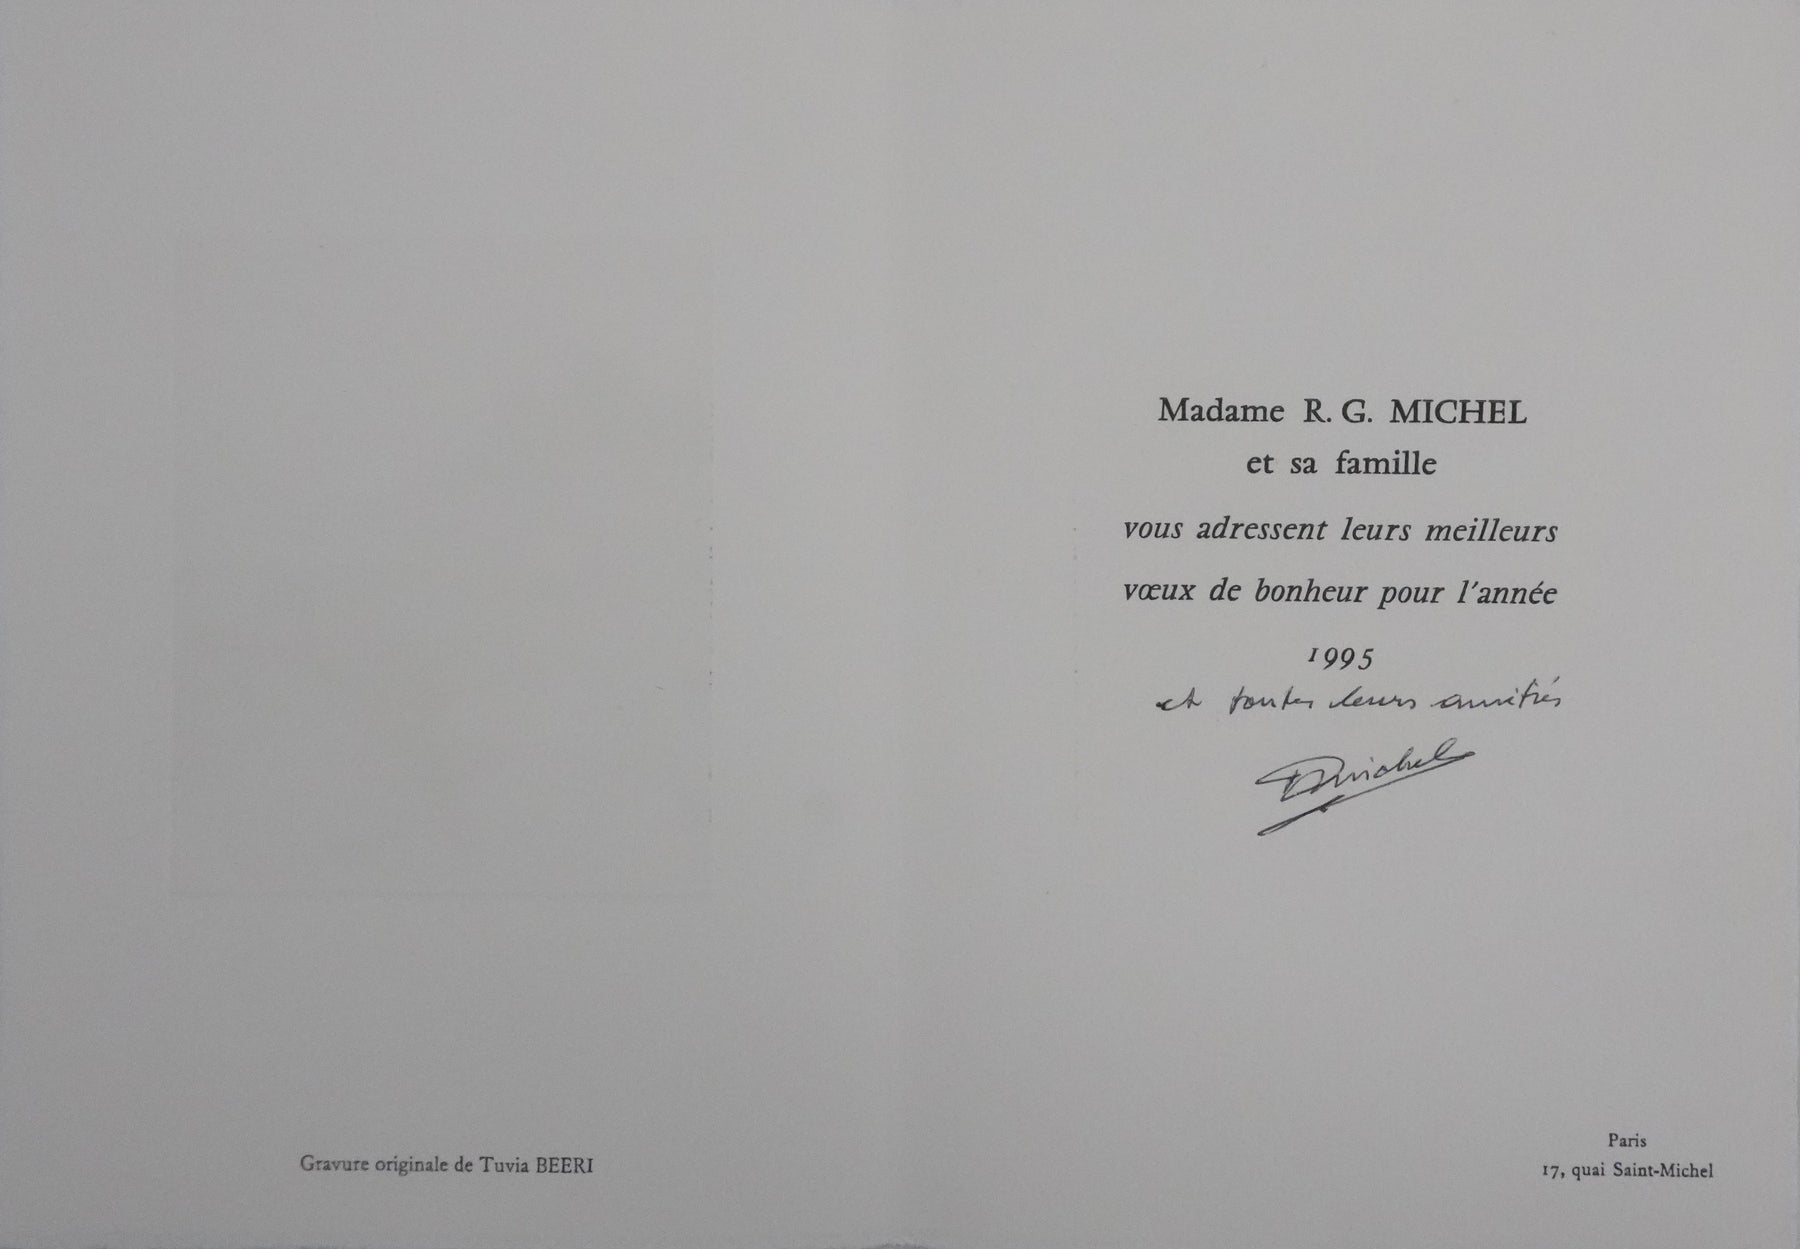 Madame R. G. MICHEL
et sa famille
vous adressent leurs meilleurs
vœux de bonheur pour l'année
1995
et toutes leurs amitiés
Michel
Gravure originale de Tuvia BEERI
Paris
17, quai Saint-Michel